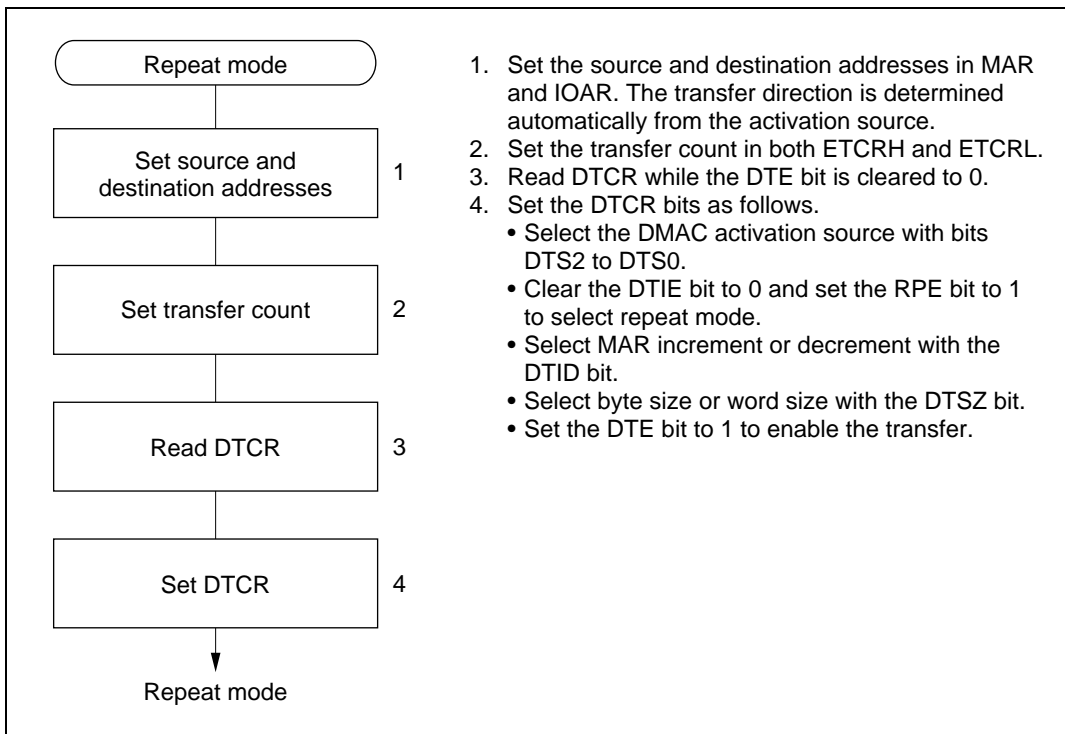 Repeat mode
Set source and
destination addresses
1
Set transfer count
2
Read DTCR
3
Set DTCR
4
Repeat mode
1. Set the source and destination addresses in MAR
and IOAR. The transfer direction is determined
automatically from the activation source.
2. Set the transfer count in both ETCRH and ETCRL.
3. Read DTCR while the DTE bit is cleared to 0.
4. Set the DTCR bits as follows.
• Select the DMAC activation source with bits
DTS2 to DTS0.
• Clear the DTIE bit to 0 and set the RPE bit to 1
to select repeat mode.
• Select MAR increment or decrement with the
DTID bit.
• Select byte size or word size with the DTSZ bit.
• Set the DTE bit to 1 to enable the transfer.